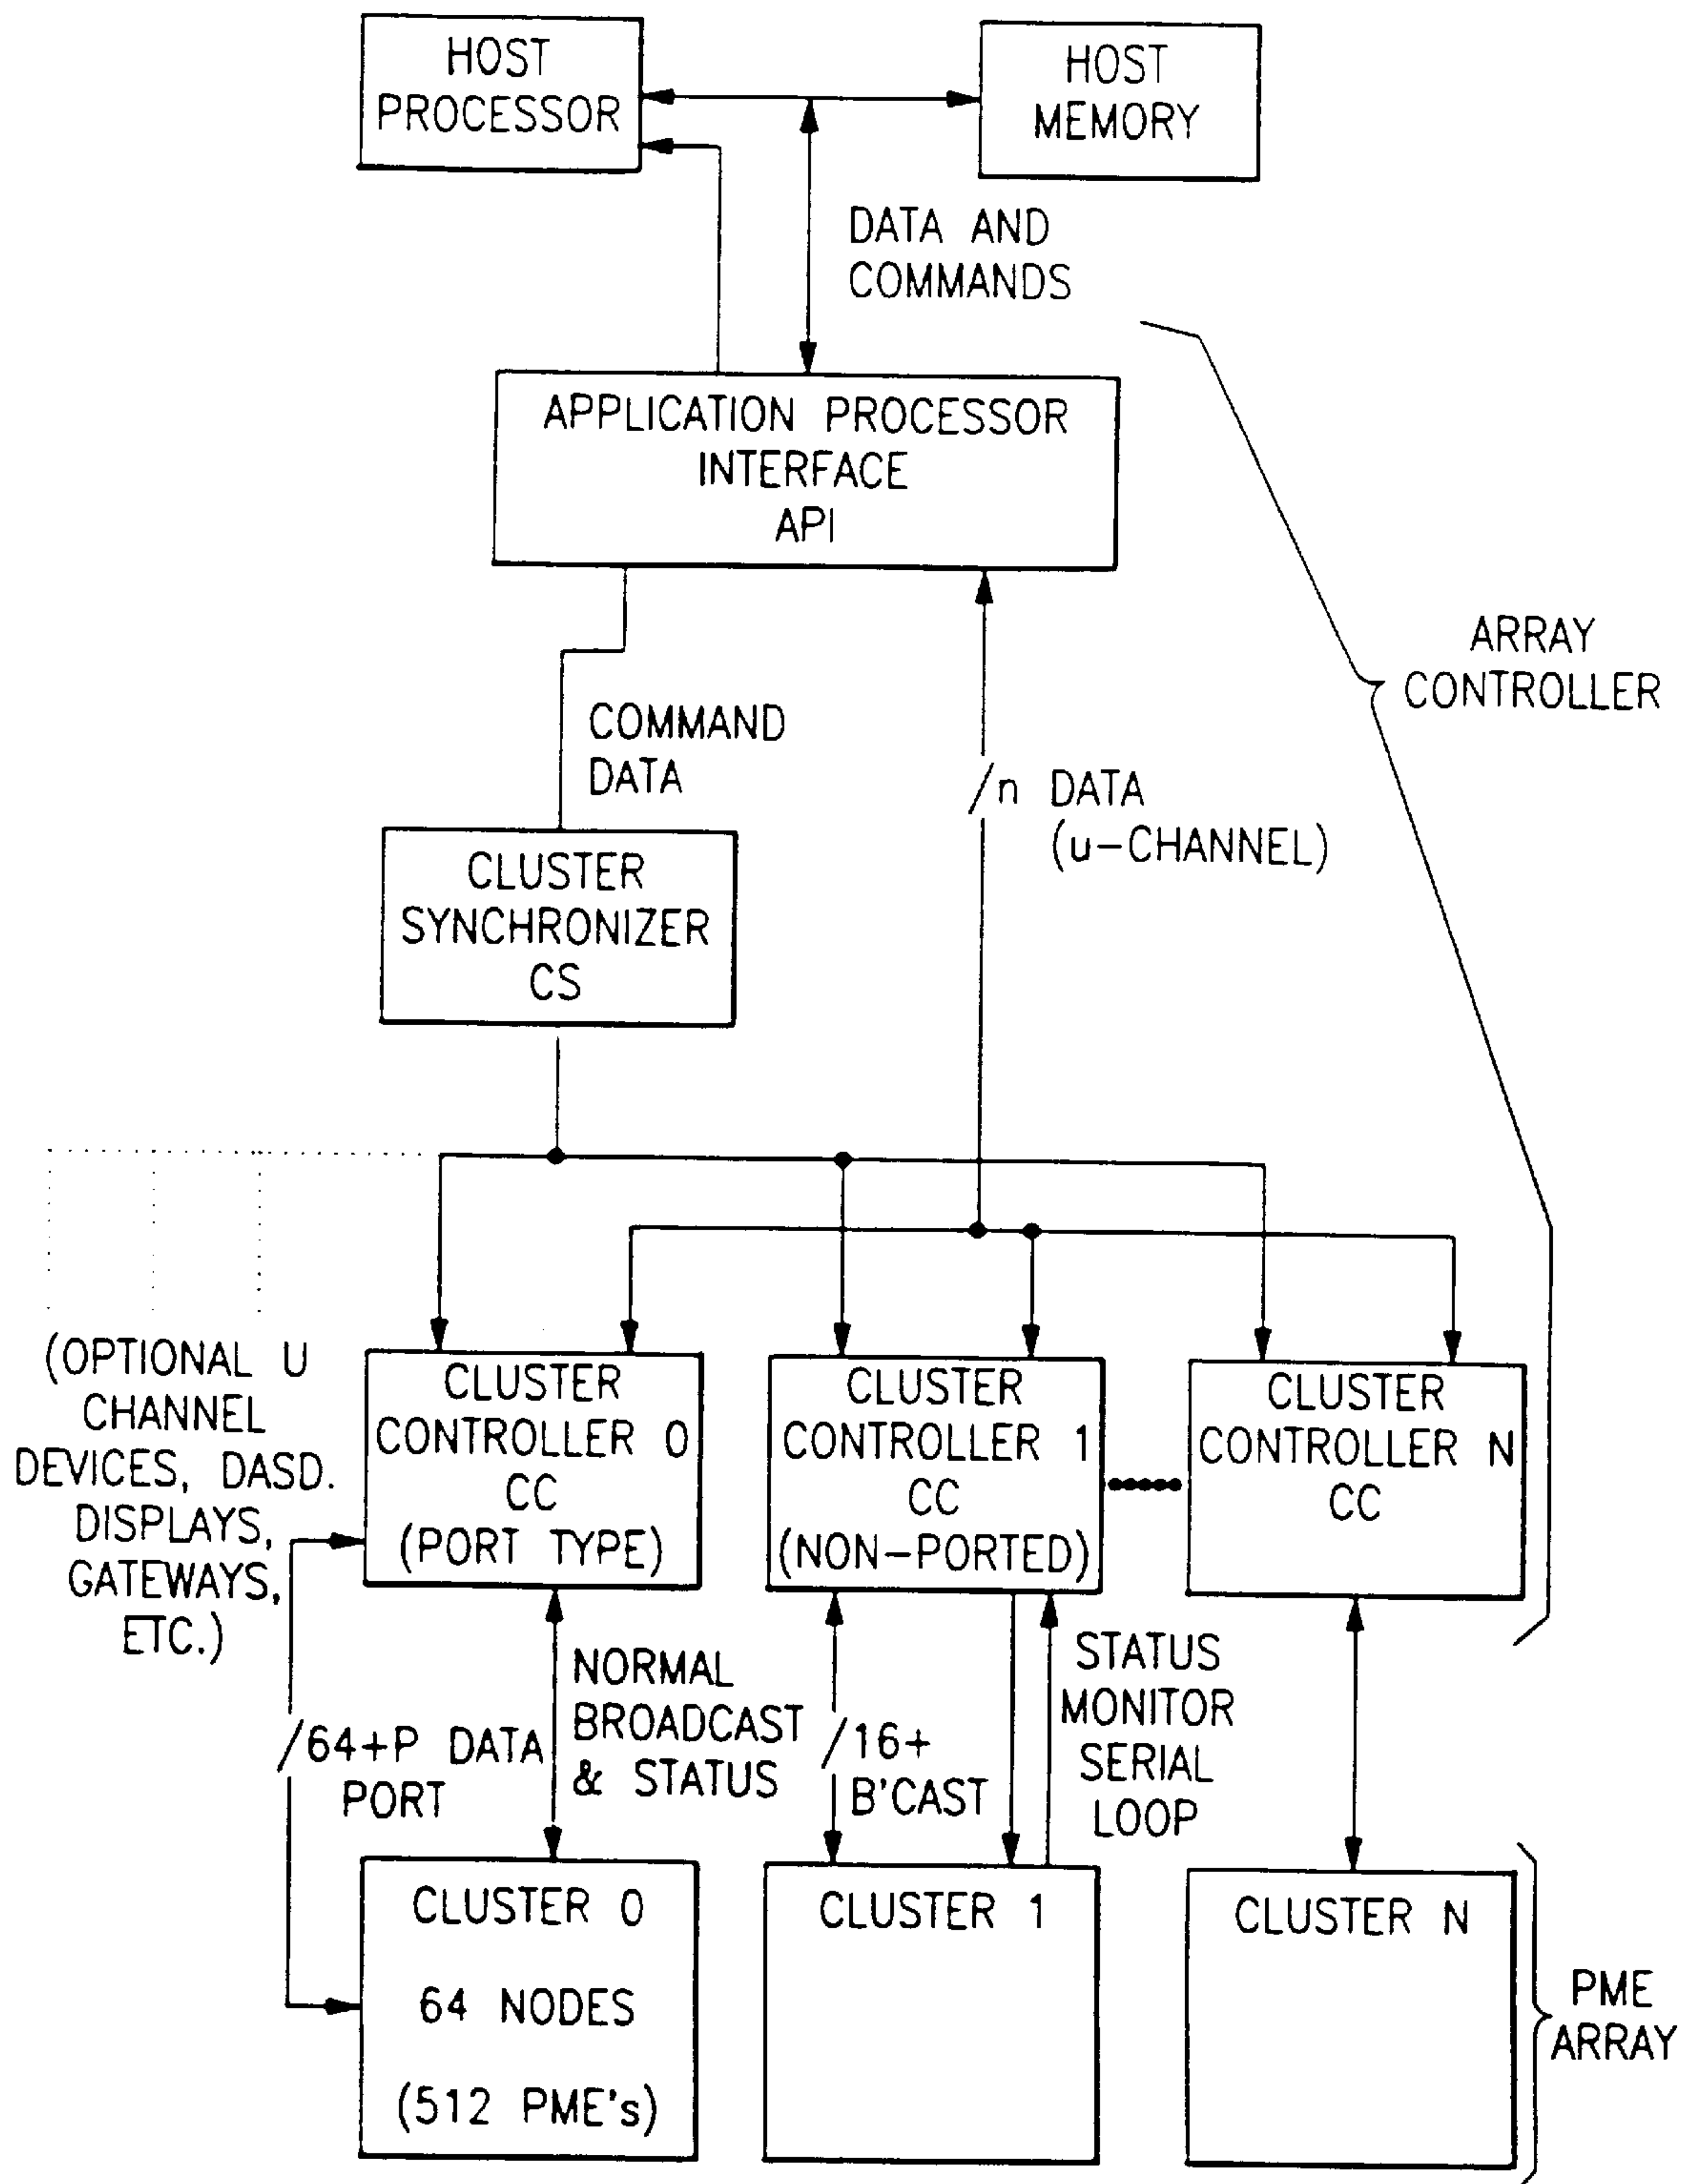 HOST
PROCESSOR
HOST
MEMORY
DATA AND
COMMANDS
APPLICATION PROCESSOR
INTERFACE
API
ARRAY
CONTROLLER
COMMAND
DATA
/n DATA
(u-CHANNEL)
CLUSTER
SYNCHRONIZER
CS
(OPTIONAL U
CHANNEL
DEVICES, DASD.
DISPLAYS,
GATEWAYS,
ETC.)
CLUSTER
CONTROLLER 0
CC
(PORT TYPE)
CLUSTER
CONTROLLER 1
CC
(NON-PORTED)
CLUSTER
CONTROLLER N
CC
/64+P DATA
PORT
NORMAL
BROADCAST
& STATUS
/16+
B'CAST
STATUS
MONITOR
SERIAL
LOOP
CLUSTER 0
64 NODES
(512 PME's)
CLUSTER 1
CLUSTER N
PME
ARRAY